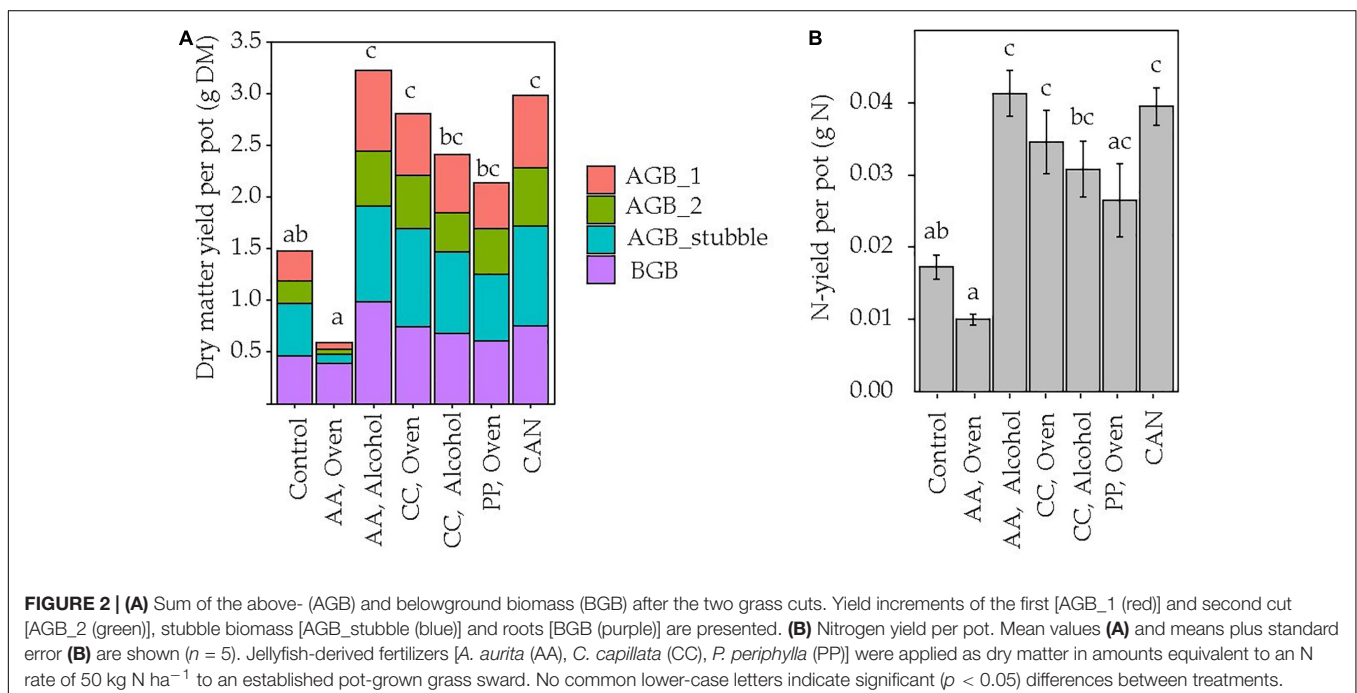 A
Dry matter yield per pot (g DM)
3.5
3.0
2.5
2.0
1.5
1.0
0.5
ab
a
c
c
bc
bc
c
Control
AA, Oven
AA, Alcohol
CC, Oven
CC, Alcohol
PP, Oven
CAN
AGB_1
AGB_2
AGB_stubble
BGB
B
N-yield per pot (g N)
0.04
0.03
0.02
0.01
0.00
ab
a
c
c
bc
ac
c
Control
AA, Oven
AA, Alcohol
CC, Oven
CC, Alcohol
PP, Oven
CAN
FIGURE 2 | (A) Sum of the above- (AGB) and belowground biomass (BGB) after the two grass cuts. Yield increments of the first [AGB_1 (red)] and second cut
[AGB_2 (green)], stubble biomass [AGB_stubble (blue)] and roots [BGB (purple)] are presented. (B) Nitrogen yield per pot. Mean values (A) and means plus standard
error (B) are shown (n = 5). Jellyfish-derived fertilizers [A. aurita (AA), C. capillata (CC), P. periphylla (PP)] were applied as dry matter in amounts equivalent to an N
rate of 50 kg N ha⁻¹ to an established pot-grown grass sward. No common lower-case letters indicate significant (p < 0.05) differences between treatments.